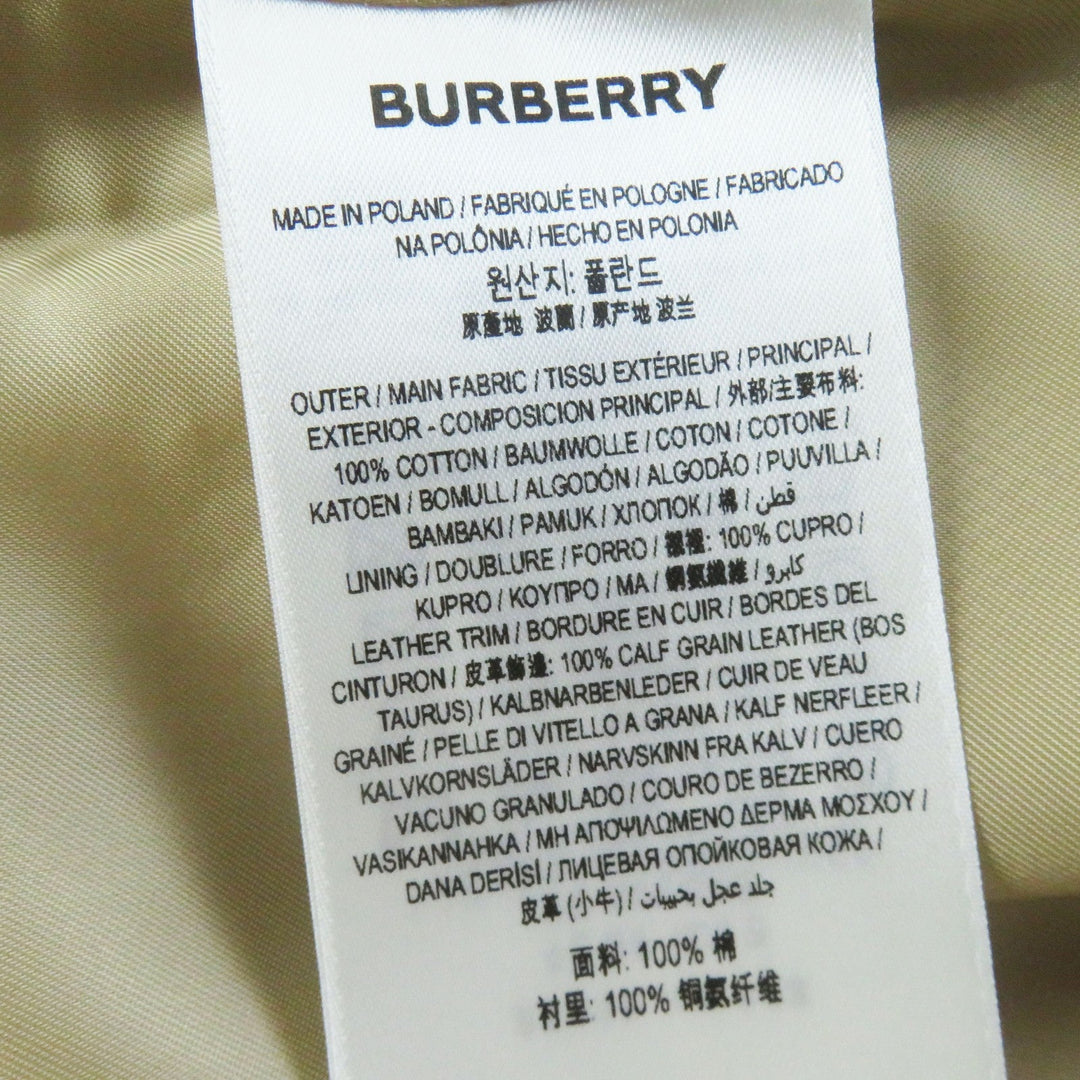 BURBERRY
MADE IN POLAND / FABRIQUÉ EN POLOGNE / FABRICADO
NA POLÔNIA / HECHO EN POLONIA
원산지: 폴란드
原產地 波蘭 / 原产地 波兰
OUTER / MAIN FABRIC / TISSU EXTÉRIEUR / PRINCIPAL /
EXTERIOR - COMPOSICION PRINCIPAL / 外部/主要布料:
100% COTTON / BAUMWOLLE / COTON / COTONE /
KATOEN / BOMULL / ALGODÓN / ALGODÃO / PUUVILLA /
BAMBAKI / PAMUK / ХЛОПОК / 棉 / قطن
LINING / DOUBLURE / FORRO / : 100% CUPRO /
KUPRO / ΚΟΥΠΡΟ / МА / 銅氨纖維 / كابرو
LEATHER TRIM / BORDURE EN CUIR / BORDES DEL
CINTURON / 皮革飾邊: 100% CALF GRAIN LEATHER (BOS
TAURUS) / KALBNARBENLEDER / CUIR DE VEAU
GRAINÉ / PELLE DI VITELLO A GRANA / KALF NERFLEER /
KALVKORNSLÄDER / NARVSKINN FRA KALV / CUERO
VACUNO GRANULADO / COURO DE BEZERRO /
VASIKANNAHKA / ΜΗ ΑΠΟΨΙΛΩΜΕΝΟ ΔΕΡΜΑ ΜΟΣΧΟΥ /
DANA DERİSİ / ЛИЦЕВАЯ ОПОЙКОВАЯ КОЖА /
皮革 (小牛) / جلد عجل بحبيبات
面料: 100% 棉
衬里: 100% 铜氨纤维